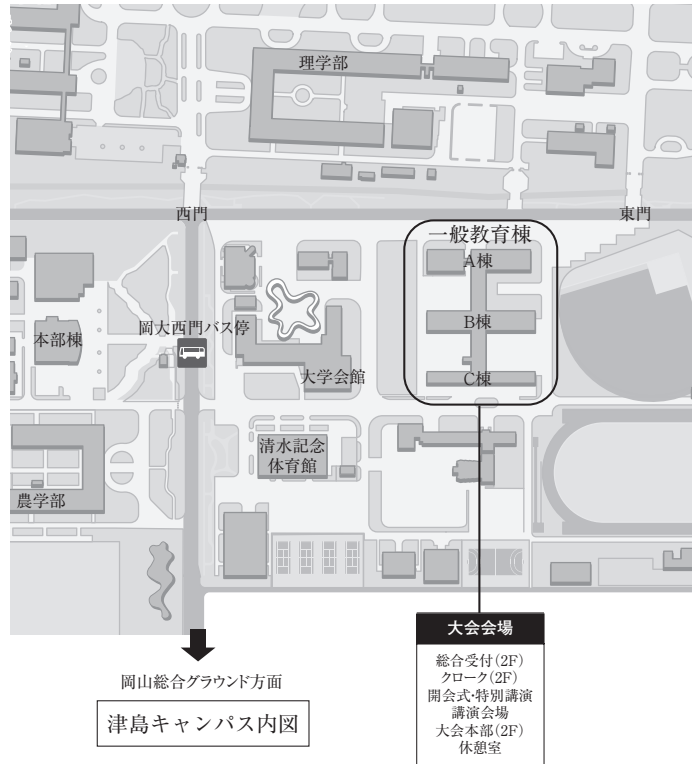 理学部
西門
東門
一般教育棟
A棟
岡大西門バス停
B棟
本部棟
大学会館
C棟
清水記念
体育館
農学部
大会会場
総合受付(2F)
クローク(2F)
開会式・特別講演
講演会場
大会本部(2F)
休憩室
岡山総合グラウンド方面
津島キャンパス内図